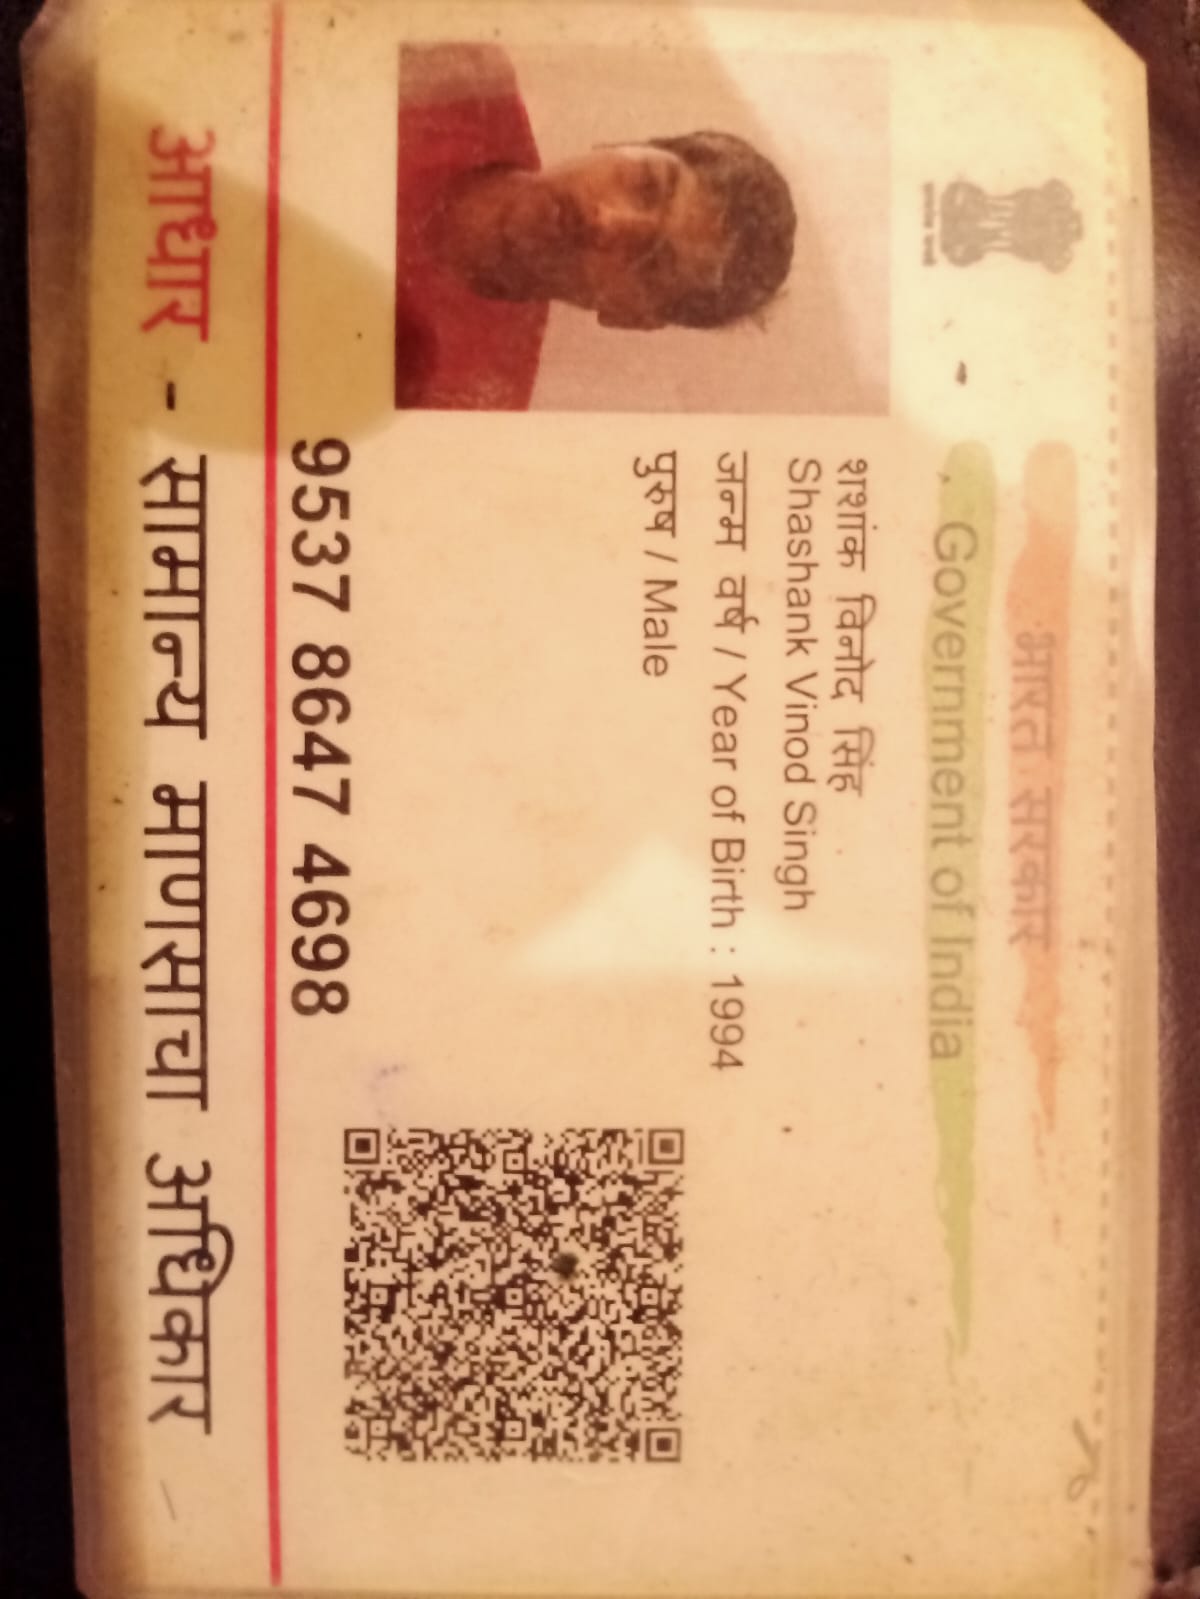 भारत सरकार
Government of India
शशांक विनोद सिंह
Shashank Vinod Singh
जन्म वर्ष / Year of Birth : 1994
पुरुष / Male
9537 8647 4698
आधार - सामान्य माणसाचा अधिकार